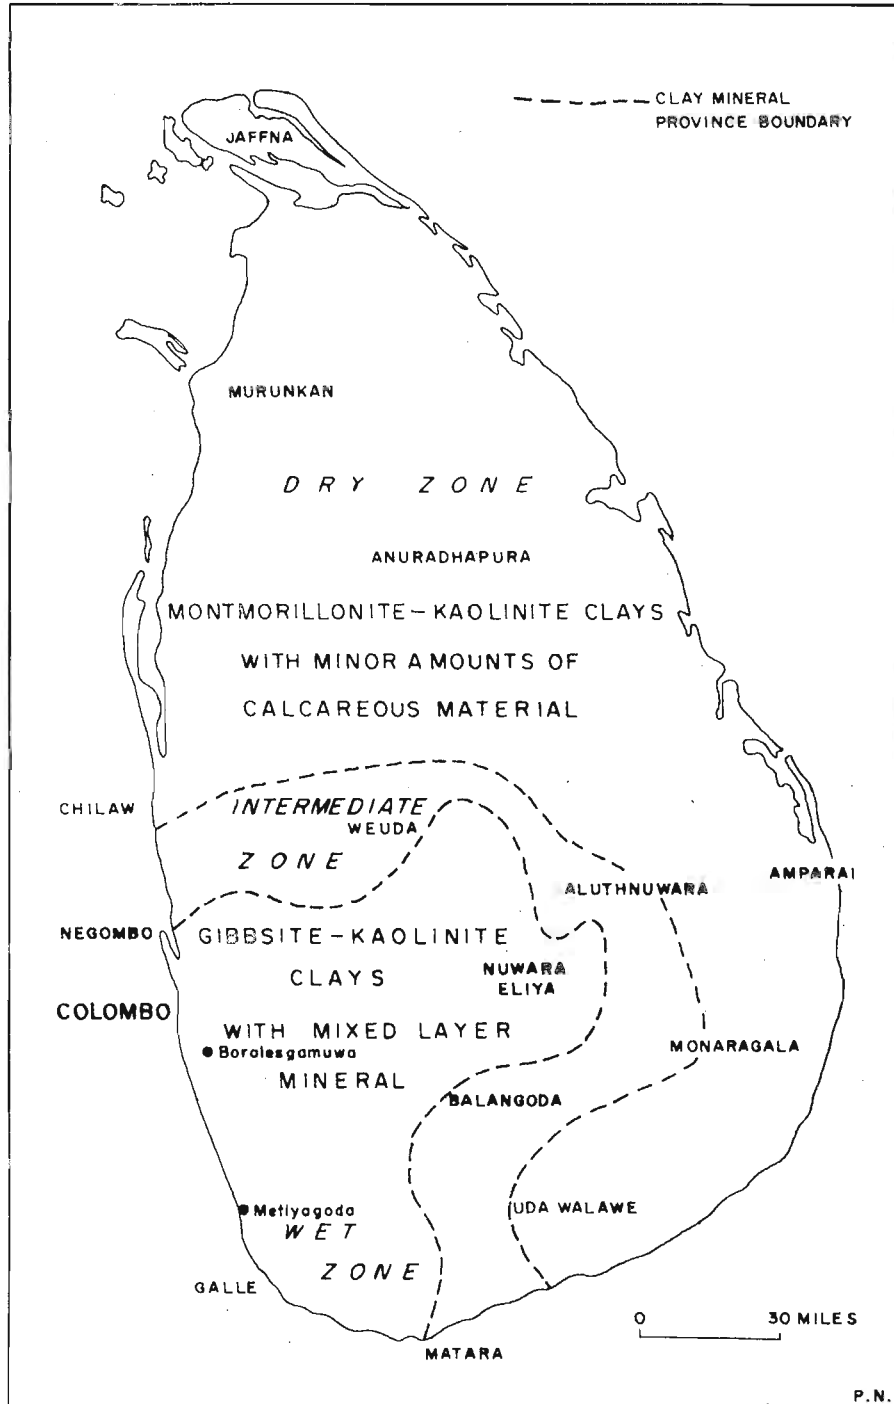 CLAY MINERAL
PROVINCE BOUNDARY
JAFFNA
MURUNKAN
DRY ZONE
ANURADHAPURA
MONTMORILLONITE-KAOLINITE CLAYS
WITH MINOR AMOUNTS OF
CALCAREOUS MATERIAL
CHILAW
INTERMEDIATE
WEUDA
ZONE
AMPARAI
ALUTHNUWARA
NEGOMBO
GIBBSITE-KAOLINITE
CLAYS
NUWARA
ELIYA
COLOMBO
WITH MIXED LAYER
Boralesgamuwa
MONARAGALA
MINERAL
BALANGODA
Metiyagoda
UDA WALAWE
WET
ZONE
GALLE
0 30 MILES
MATARA
P.N.